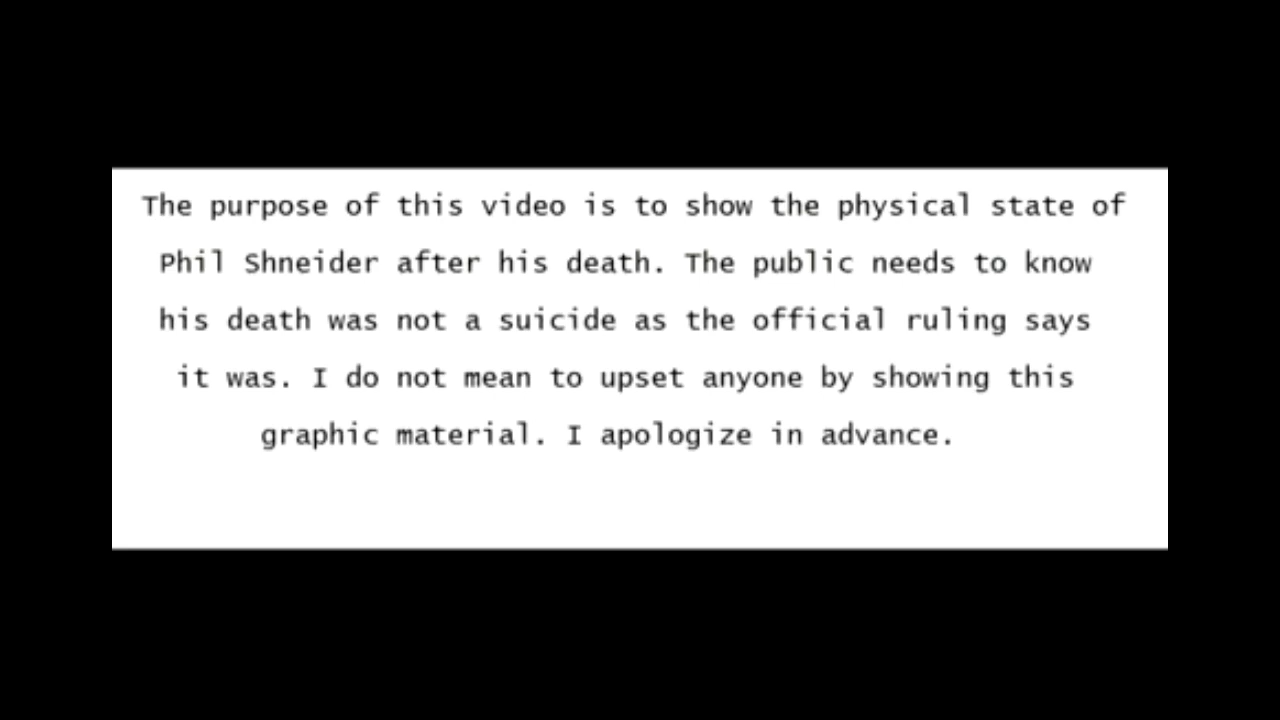 The purpose of this video is to show the physical state of
Phil Shneider after his death. The public needs to know
his death was not a suicide as the official ruling says
it was. I do not mean to upset anyone by showing this
graphic material. I apologize in advance.